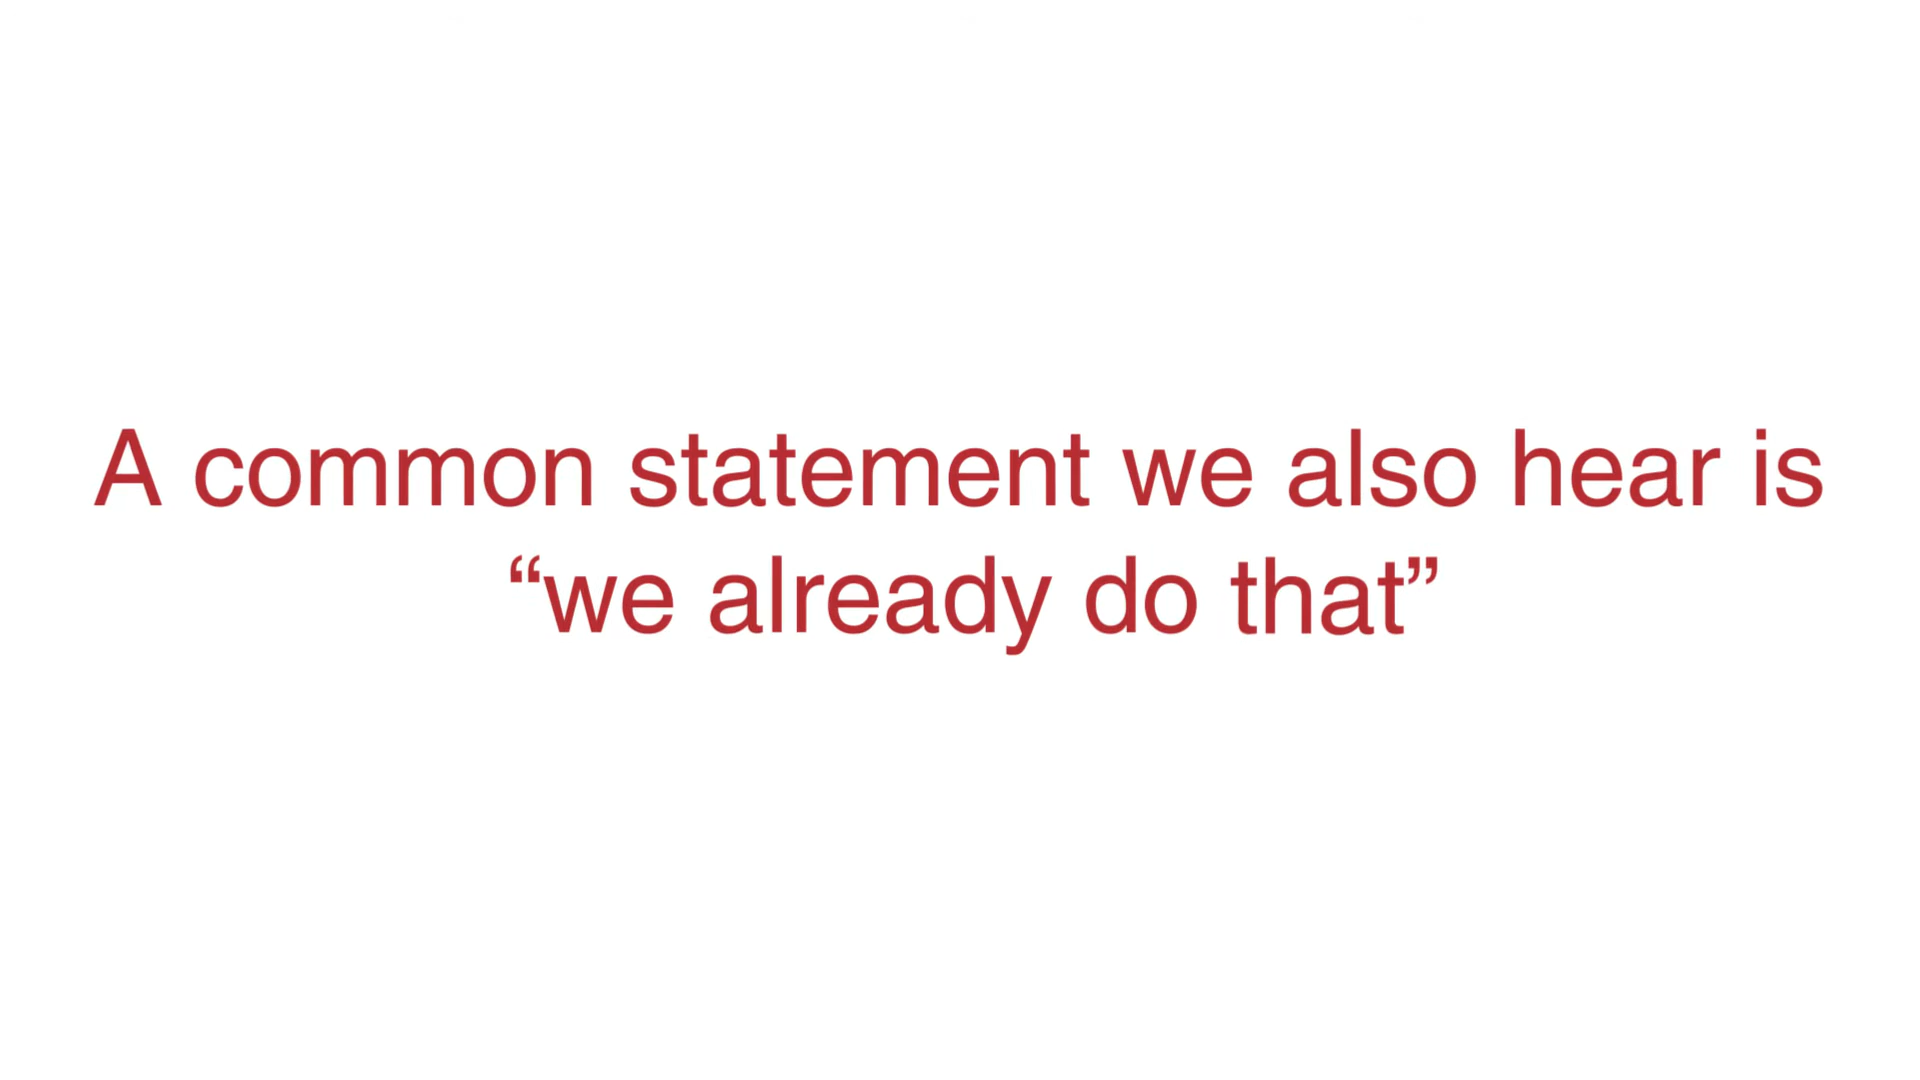 A common statement we also hear is
“we already do that”